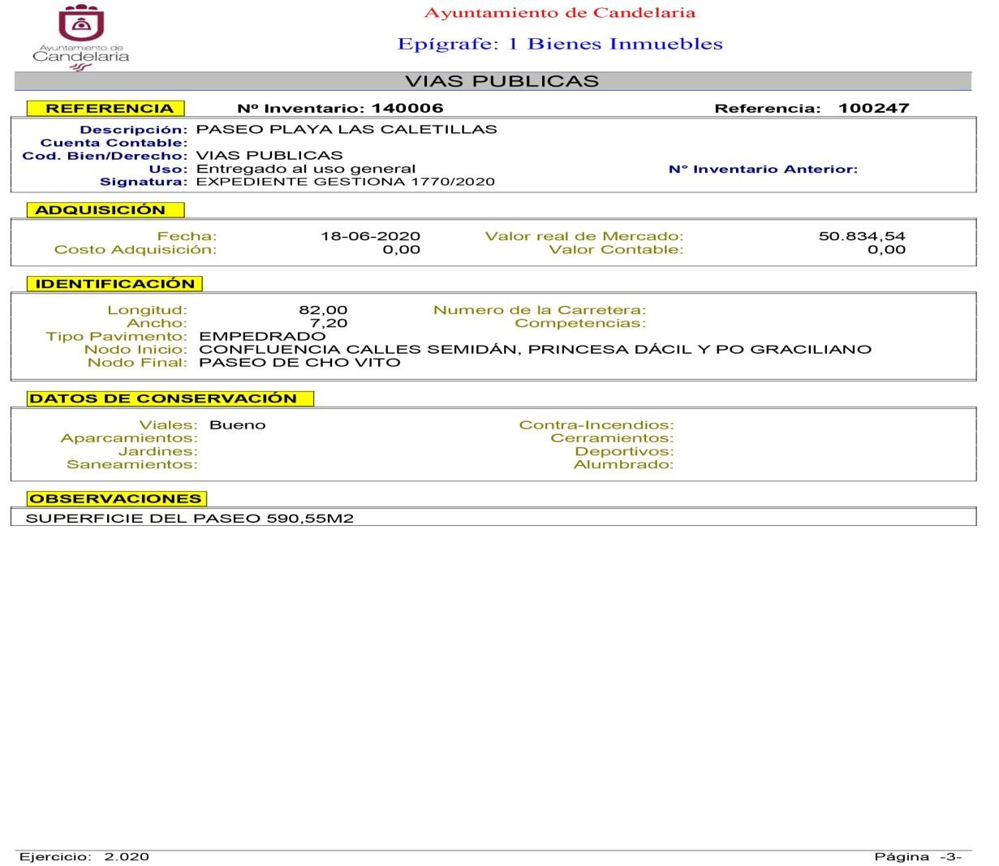 Ayuntamiento de
Candelaria
Ayuntamiento de Candelaria
Epígrafe: 1 Bienes Inmuebles
VIAS PUBLICAS
REFERENCIA Nº Inventario: 140006 Referencia: 100247
Descripción: PASEO PLAYA LAS CALETILLAS
Cuenta Contable:
Cod. Bien/Derecho: VIAS PUBLICAS
Uso: Entregado al uso general N° Inventario Anterior:
Signatura: EXPEDIENTE GESTIONA 1770/2020
ADQUISICIÓN
Fecha: 18-06-2020 Valor real de Mercado: 50.834,54
Costo Adquisición: 0,00 Valor Contable: 0,00
IDENTIFICACIÓN
Longitud: 82,00 Numero de la Carretera:
Ancho: 7,20 Competencias:
Tipo Pavimento: EMPEDRADO
Nodo Inicio: CONFLUENCIA CALLES SEMIDÁN, PRINCESA DÁCIL Y PO GRACILIANO
Nodo Final: PASEO DE CHO VITO
DATOS DE CONSERVACIÓN
Viales: Bueno Contra-Incendios:
Aparcamientos: Cerramientos:
Jardines: Deportivos:
Saneamientos: Alumbrado:
OBSERVACIONES
SUPERFICIE DEL PASEO 590,55M2
Ejercicio: 2.020 Página -3-